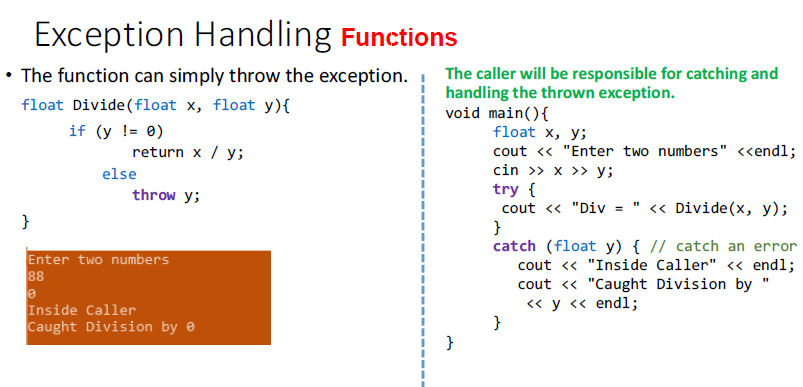 Exception Handling Functions
• The function can simply throw the exception.
float Divide(float x, float y){
if (y != 0)
return x / y;
else
throw y;
}
Enter two numbers
88
0
Inside Caller
Caught Division by 0
The caller will be responsible for catching and
handling the thrown exception.
void main(){
float x, y;
cout << "Enter two numbers" <<endl;
cin >> x >> y;
try {
cout << "Div = " << Divide(x, y);
}
catch (float y) { // catch an error
cout << "Inside Caller" << endl;
cout << "Caught Division by "
<< y << endl;
}
}